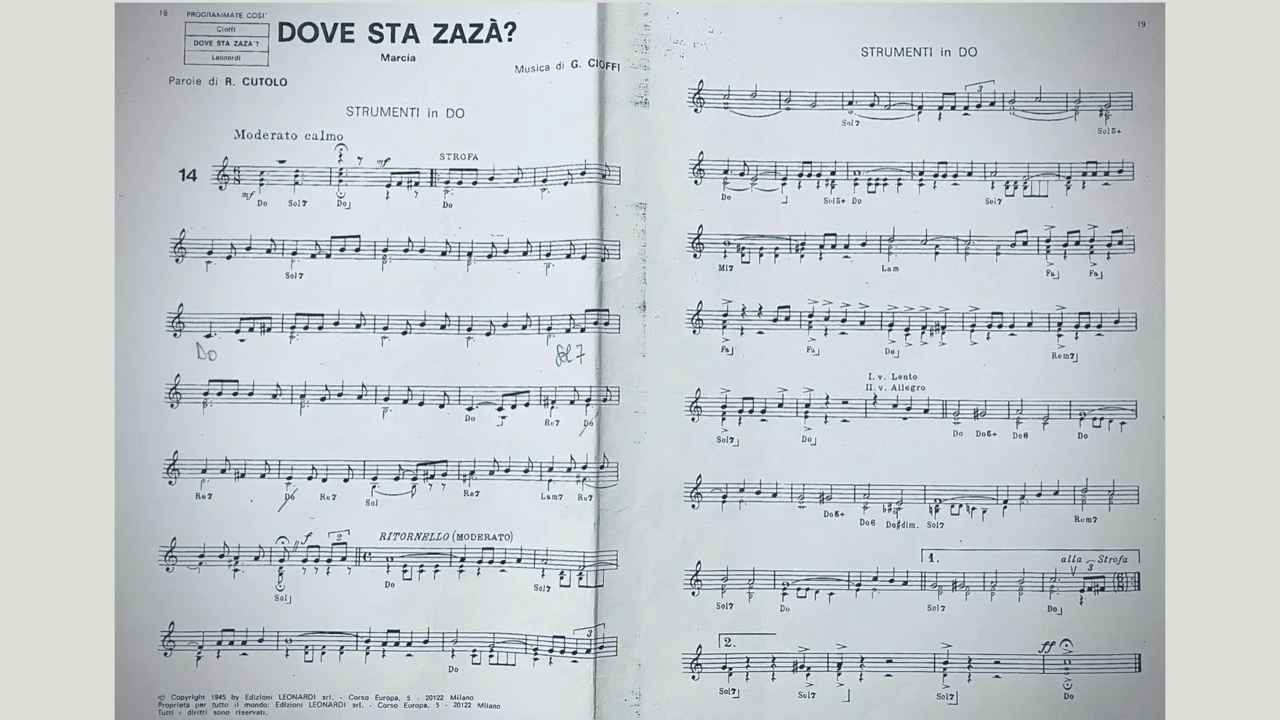 18
PROGRAMMATE COSI'
Cioffi
DOVE STA ZAZA'?
Leonardi
DOVE STA ZAZÀ?
Marcia
Musica di G. CIOFFI
Parole di R. CUTOLO
STRUMENTI in DO
Moderato calmo
mf
STROFA
14
mf
Do Sol7 Do Do
Sol7
Do Sol7
Do Re7 Do
Re7 Do Re7 Sol Re7 Lam7 Re7
f 2
RITORNELLO (MODERATO)
Sol Do Sol7
3
Do
© Copyright 1945 by Edizioni LEONARDI srl. - Corso Europa, 5 - 20122 Milano
Proprietà per tutto il mondo: Edizioni LEONARDI srl. - Corso Europa, 5 - 20122 Milano
Tutti i diritti sono riservati.
19
STRUMENTI in DO
3
Sol7 Sol5+
Do Sol5+ Do Sol7
MI7 Lam Fa Fa
Fa Fa Do Rem7
I. v. Lento
II. v. Allegro
Sol7 Do Do Do5+ Do6 Do
Do5+ Do6 Do♯dim. Sol7 Rem7
1. alla Strofa
3
Sol7 Do Sol7 Do
2. ff
Sol7 Sol7 Sol7 Do